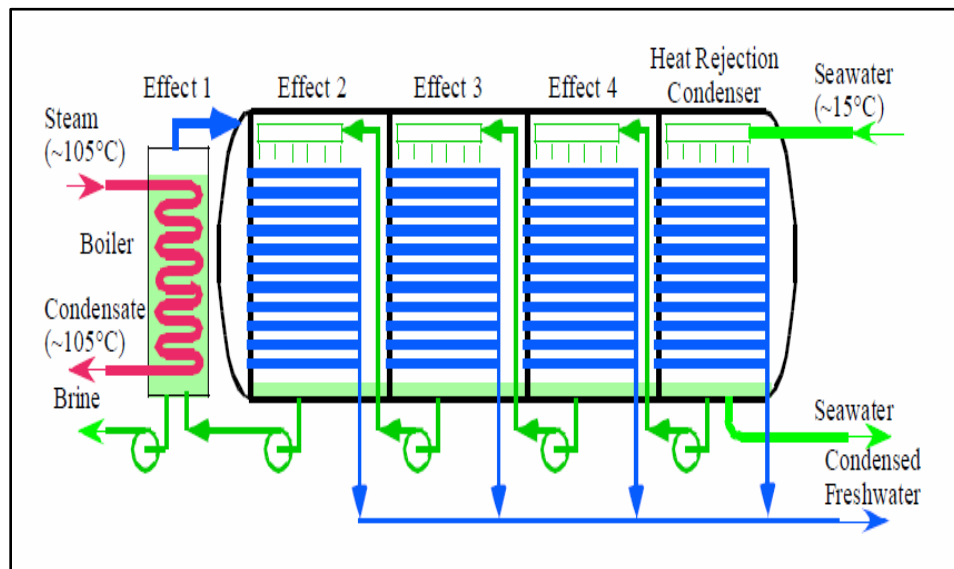 Effect 1
Effect 2
Effect 3
Effect 4
Heat Rejection
Condenser
Seawater
(~15°C)
Steam
(~105°C)
Boiler
Condensate
(~105°C)
Brine
Seawater
Condensed
Freshwater